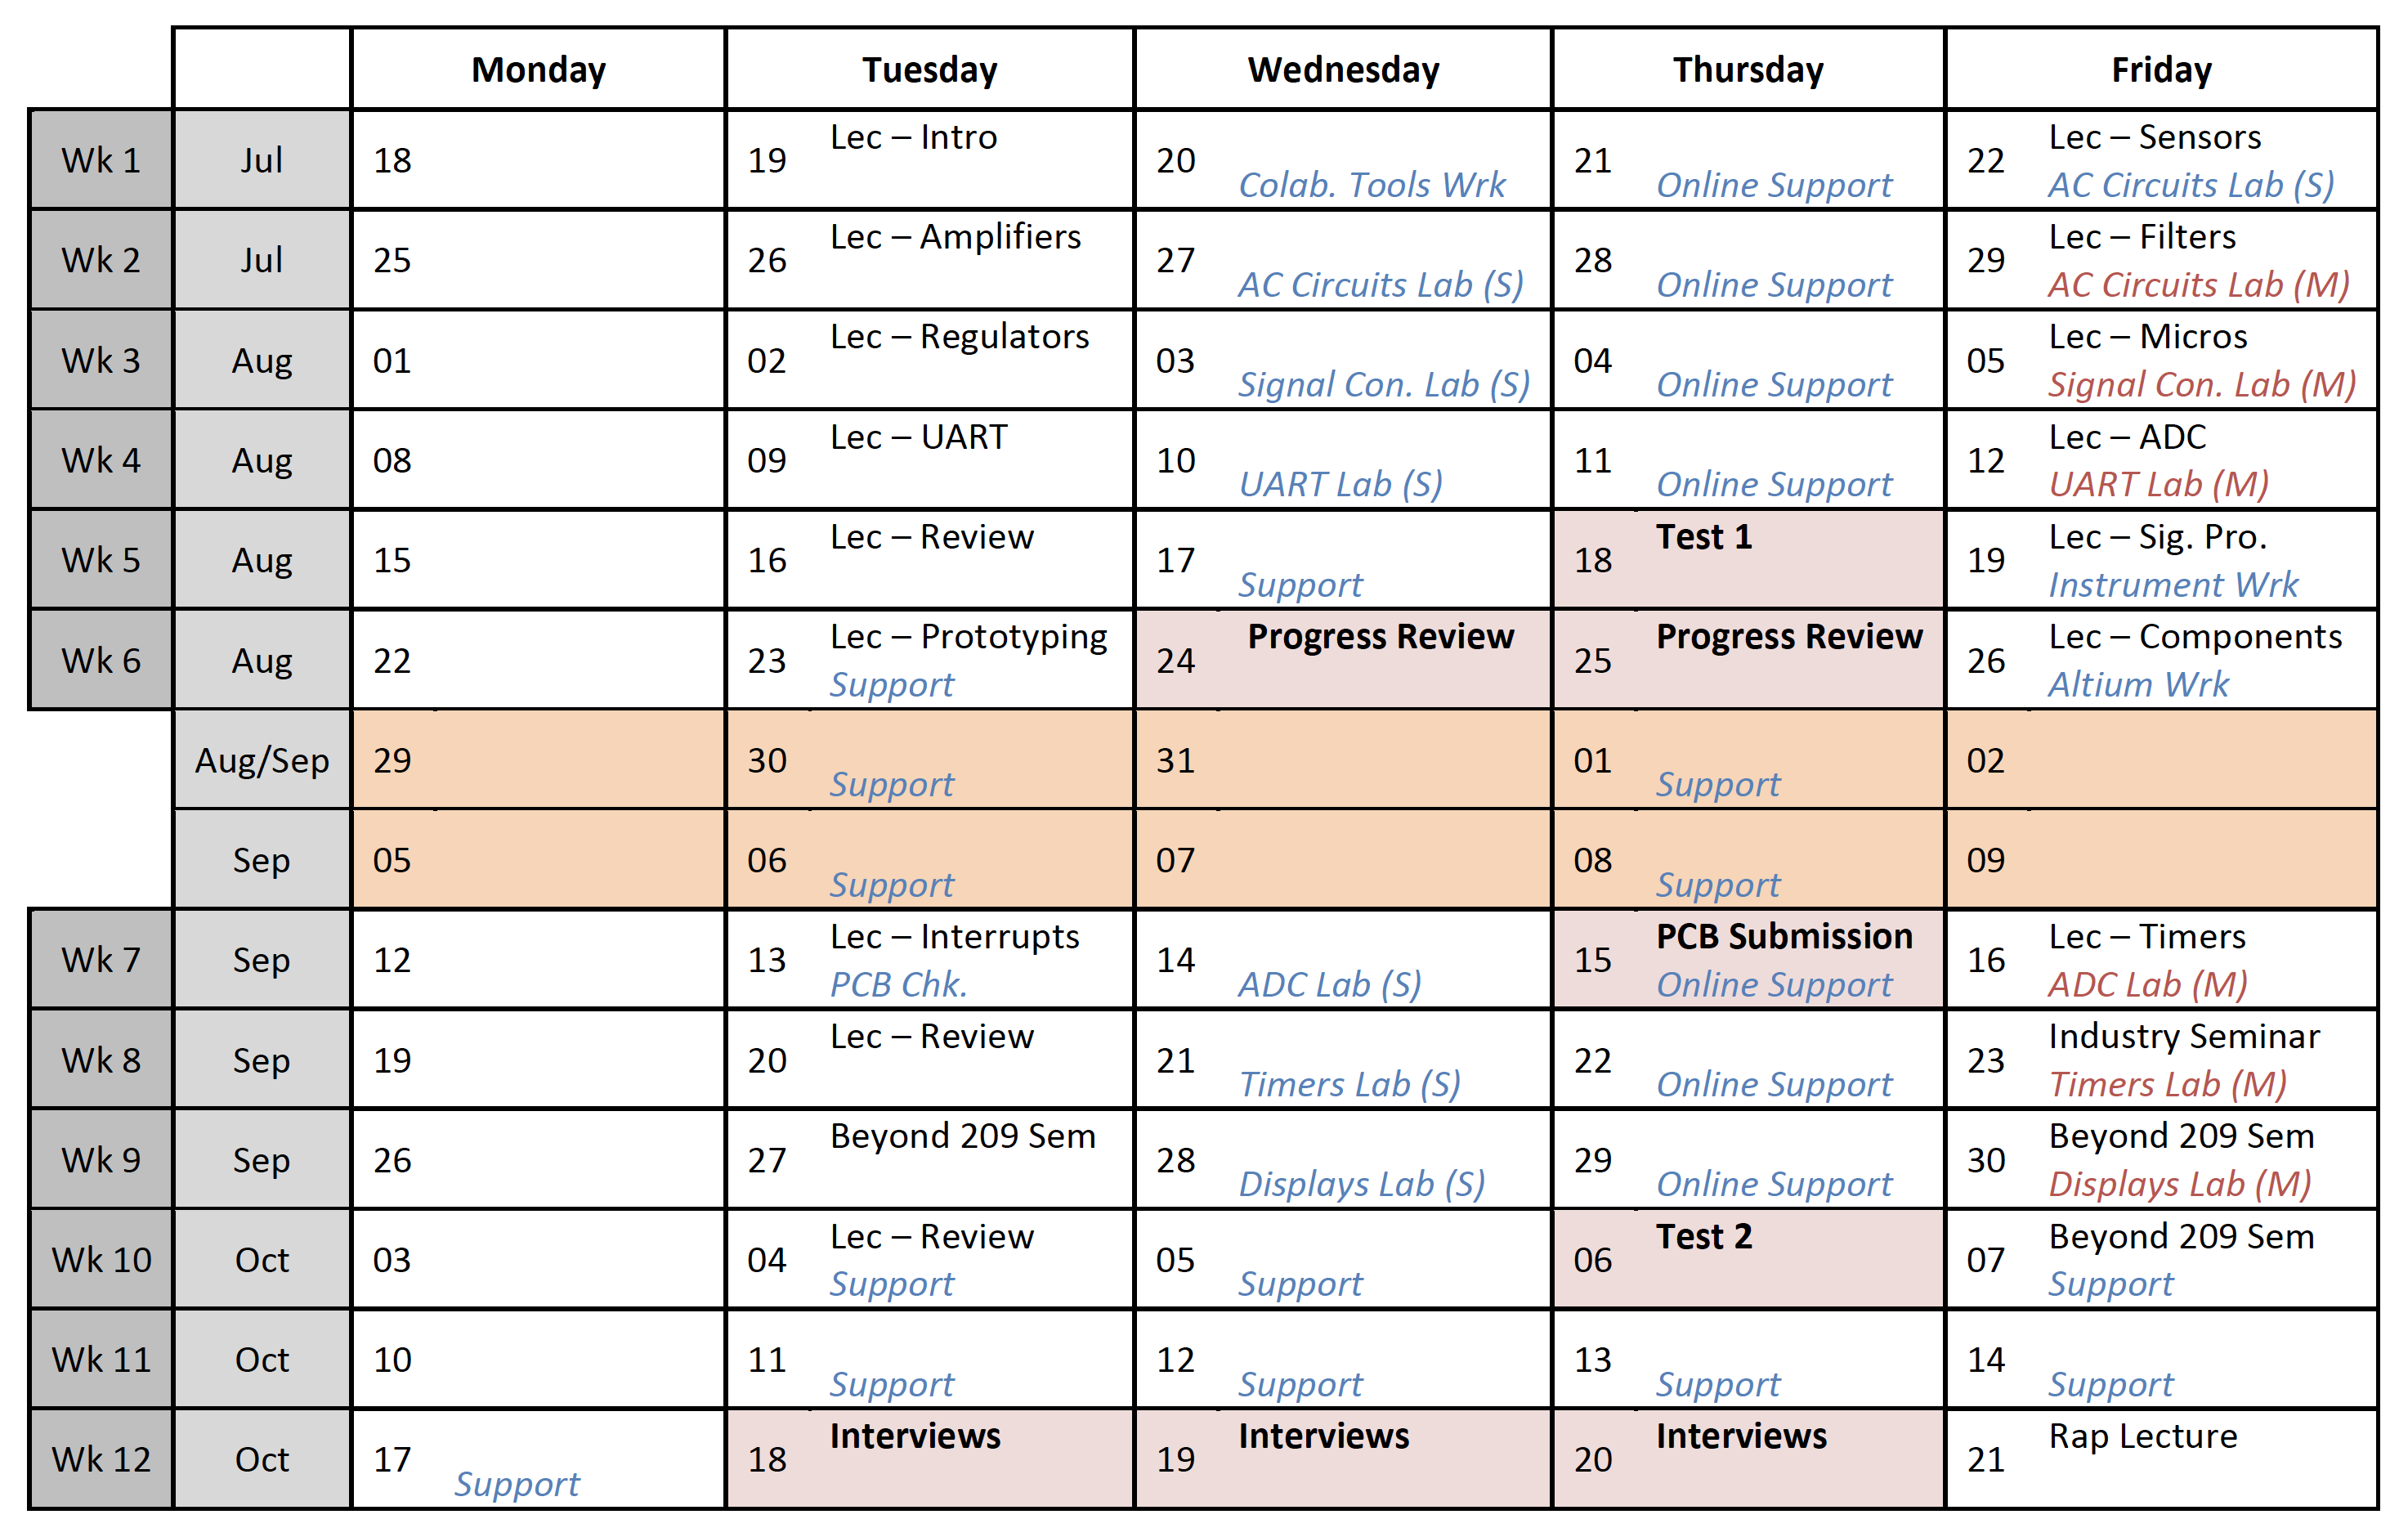 Monday Tuesday Wednesday Thursday Friday
Wk 1 Jul 18 19 Lec – Intro 20 Colab. Tools Wrk 21 Online Support 22 Lec – Sensors AC Circuits Lab (S)
Wk 2 Jul 25 26 Lec – Amplifiers 27 AC Circuits Lab (S) 28 Online Support 29 Lec – Filters AC Circuits Lab (M)
Wk 3 Aug 01 02 Lec – Regulators 03 Signal Con. Lab (S) 04 Online Support 05 Lec – Micros Signal Con. Lab (M)
Wk 4 Aug 08 09 Lec – UART 10 UART Lab (S) 11 Online Support 12 Lec – ADC UART Lab (M)
Wk 5 Aug 15 16 Lec – Review 17 Support 18 Test 1 19 Lec – Sig. Pro. Instrument Wrk
Wk 6 Aug 22 23 Lec – Prototyping Support 24 Progress Review 25 Progress Review 26 Lec – Components Altium Wrk
Aug/Sep 29 30 Support 31 01 Support 02
Sep 05 06 Support 07 08 Support 09
Wk 7 Sep 12 13 Lec – Interrupts PCB Chk. 14 ADC Lab (S) 15 PCB Submission Online Support 16 Lec – Timers ADC Lab (M)
Wk 8 Sep 19 20 Lec – Review 21 Timers Lab (S) 22 Online Support 23 Industry Seminar Timers Lab (M)
Wk 9 Sep 26 27 Beyond 209 Sem 28 Displays Lab (S) 29 Online Support 30 Beyond 209 Sem Displays Lab (M)
Wk 10 Oct 03 04 Lec – Review Support 05 Support 06 Test 2 07 Beyond 209 Sem Support
Wk 11 Oct 10 11 Support 12 Support 13 Support 14 Support
Wk 12 Oct 17 Support 18 Interviews 19 Interviews 20 Interviews 21 Rap Lecture